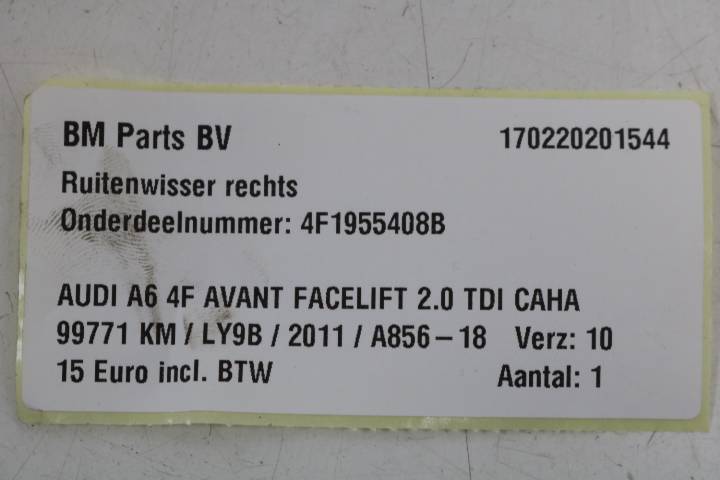 BM Parts BV 170220201544
Ruitenwisser rechts
Onderdeelnummer: 4F1955408B
AUDI A6 4F AVANT FACELIFT 2.0 TDI CAHA
99771 KM / LY9B / 2011 / A856-18 Verz: 10
15 Euro incl. BTW Aantal: 1